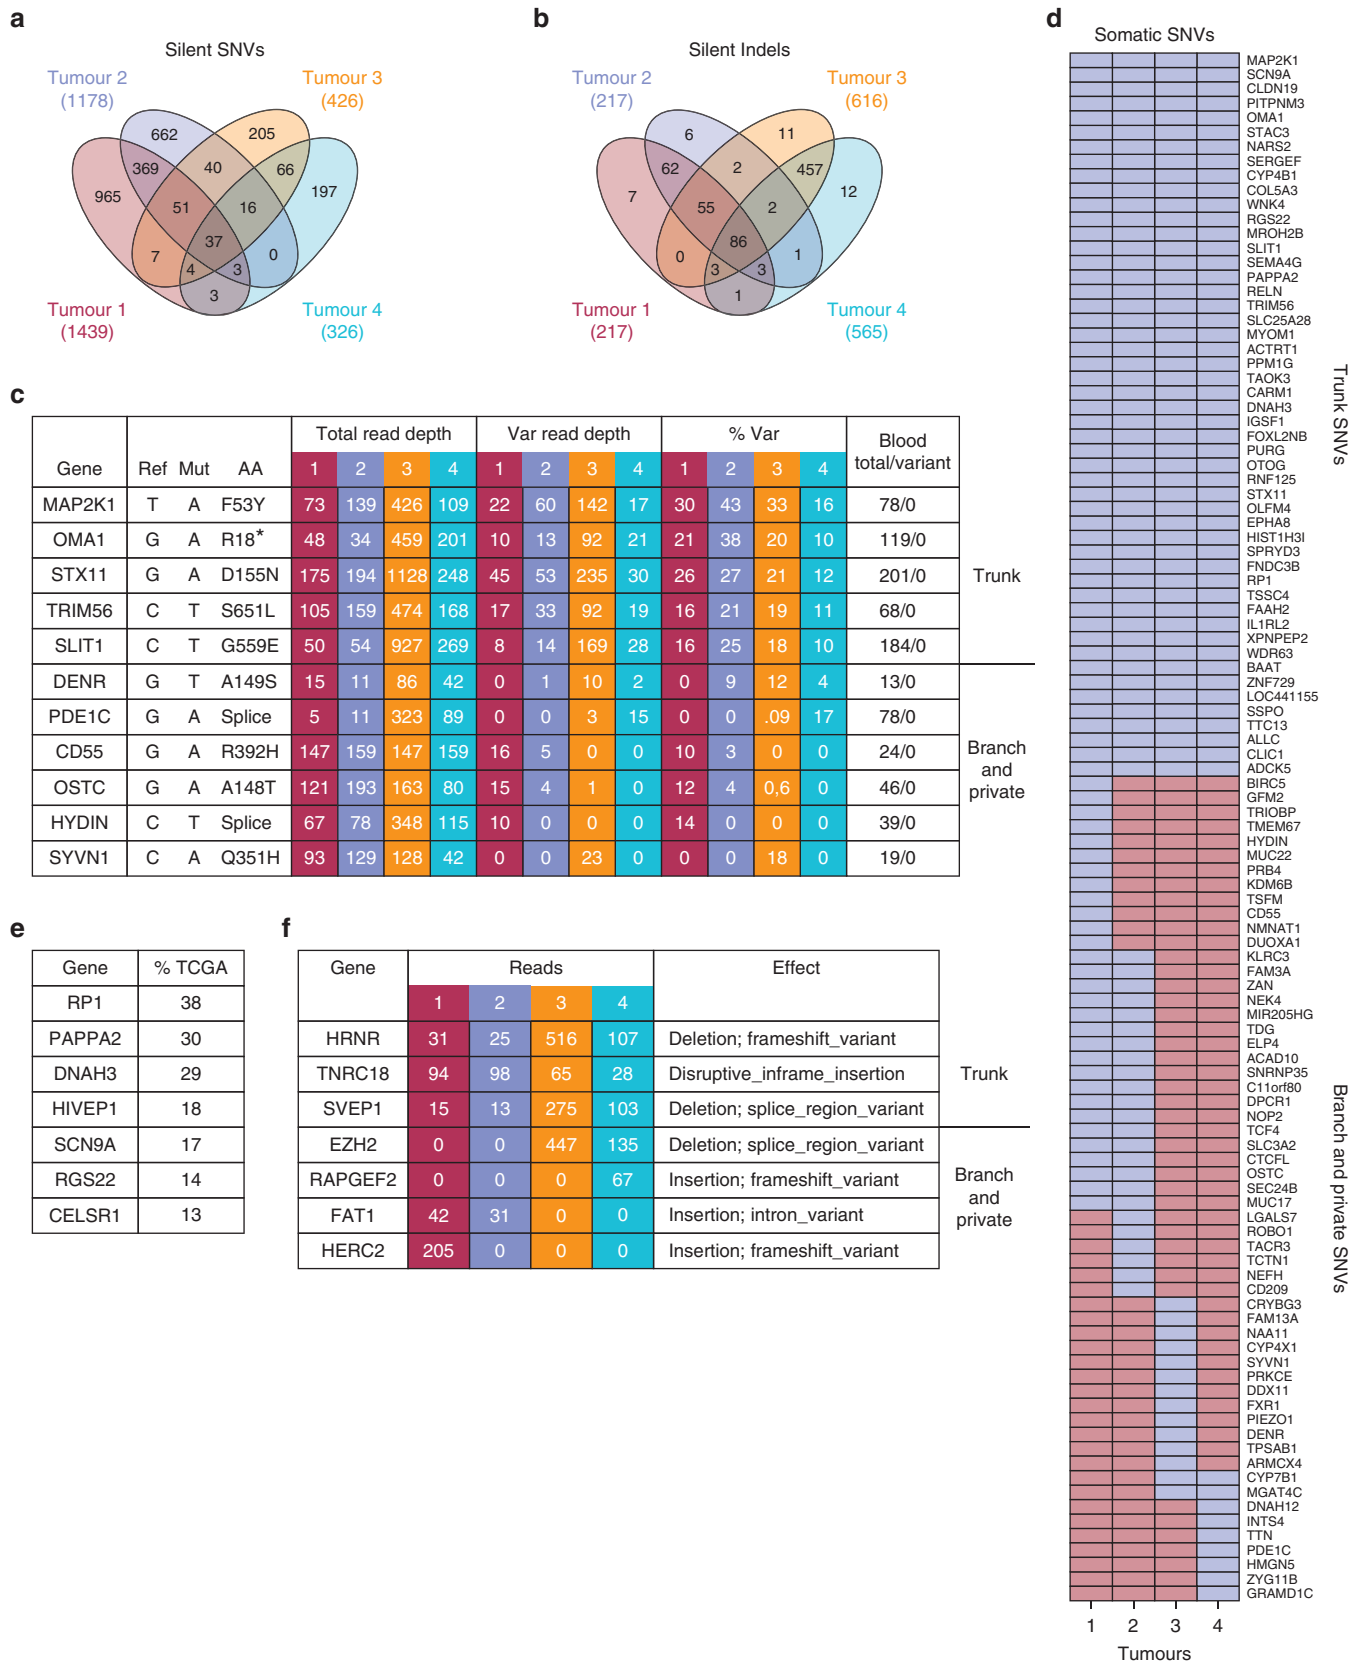 a
Silent SNVs
Tumour 2
(1178)
Tumour 3
(426)
662
205
369
40
66
965
197
51
16
37
7
0
4
3
3
Tumour 1
(1439)
Tumour 4
(326)
b
Silent Indels
Tumour 2
(217)
Tumour 3
(616)
6
11
62
2
457
7
12
55
2
86
0
1
3
3
1
Tumour 1
(217)
Tumour 4
(565)
c
Total read depth Var read depth % Var Blood
total/variant
Gene Ref Mut AA 1 2 3 4 1 2 3 4 1 2 3 4
MAP2K1 T A F53Y 73 139 426 109 22 60 142 17 30 43 33 16 78/0
OMA1 G A R18* 48 34 459 201 10 13 92 21 21 38 20 10 119/0
STX11 G A D155N 175 194 1128 248 45 53 235 30 26 27 21 12 201/0
TRIM56 C T S651L 105 159 474 168 17 33 92 19 16 21 19 11 68/0
SLIT1 C T G559E 50 54 927 269 8 14 169 28 16 25 18 10 184/0
DENR G T A149S 15 11 86 42 0 1 10 2 0 9 12 4 13/0
PDE1C G A Splice 5 11 323 89 0 0 3 15 0 0 .09 17 78/0
CD55 G A R392H 147 159 147 159 16 5 0 0 10 3 0 0 24/0
OSTC G A A148T 121 193 163 80 15 4 1 0 12 4 0,6 0 46/0
HYDIN C T Splice 67 78 348 115 10 0 0 0 14 0 0 0 39/0
SYVN1 C A Q351H 93 129 128 42 0 0 23 0 0 0 18 0 19/0
Trunk
Branch
and
private
d
Somatic SNVs
MAP2K1
SCN9A
CLDN19
PITPNM3
OMA1
STAC3
NARS2
SERGEF
CYP4B1
COL5A3
WNK4
RGS22
MROH2B
SLIT1
SEMA4G
PAPPA2
RELN
TRIM56
SLC25A28
MYOM1
ACTRT1
PPM1G
TAOK3
CARM1
DNAH3
IGSF1
FOXL2NB
PURG
OTOG
RNF125
STX11
OLFM4
EPHA8
HIST1H3I
SPRYD3
FNDC3B
RP1
TSSC4
FAAH2
IL1RL2
XPNPEP2
WDR63
BAAT
ZNF729
LOC441155
SSPO
TTC13
ALLC
CLIC1
ADCK5
BIRC5
GFM2
TRIOBP
TMEM67
HYDIN
MUC22
PRB4
KDM6B
TSFM
CD55
NMNAT1
DUOXA1
KLRC3
FAM3A
ZAN
NEK4
MIR205HG
TDG
ELP4
ACAD10
SNRNP35
C11orf80
DPCR1
NOP2
TCF4
SLC3A2
CTCFL
OSTC
SEC24B
MUC17
LGALS7
ROBO1
TACR3
TCTN1
NEFH
CD209
CRYBG3
FAM13A
NAA11
CYP4X1
SYVN1
PRKCE
DDX11
FXR1
PIEZO1
DENR
TPSAB1
ARMCX4
CYP7B1
MGAT4C
DNAH12
INTS4
TTN
PDE1C
HMGN5
ZYG11B
GRAMD1C
Trunk SNVs
Branch and private SNVs
1 2 3 4
Tumours
e
Gene % TCGA
RP1 38
PAPPA2 30
DNAH3 29
HIVEP1 18
SCN9A 17
RGS22 14
CELSR1 13
f
Gene Reads Effect
1 2 3 4
HRNR 31 25 516 107 Deletion; frameshift_variant
TNRC18 94 98 65 28 Disruptive_inframe_insertion
SVEP1 15 13 275 103 Deletion; splice_region_variant
EZH2 0 0 447 135 Deletion; splice_region_variant
RAPGEF2 0 0 0 67 Insertion; frameshift_variant
FAT1 42 31 0 0 Insertion; intron_variant
HERC2 205 0 0 0 Insertion; frameshift_variant
Trunk
Branch
and
private